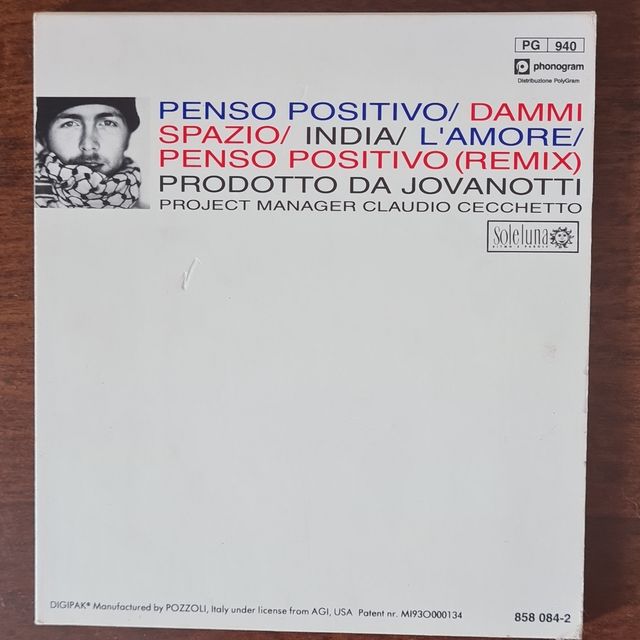 PG 940
phonogram
Distribuzione PolyGram
PENSO POSITIVO/ DAMMI
SPAZIO/ INDIA/ L'AMORE/
PENSO POSITIVO (REMIX)
PRODOTTO DA JOVANOTTI
PROJECT MANAGER CLAUDIO CECCHETTO
Soleluna
RITMO E PAROLE
DIGIPAK® Manufactured by POZZOLI, Italy under license from AGI, USA Patent nr. MI93O000134
858 084-2